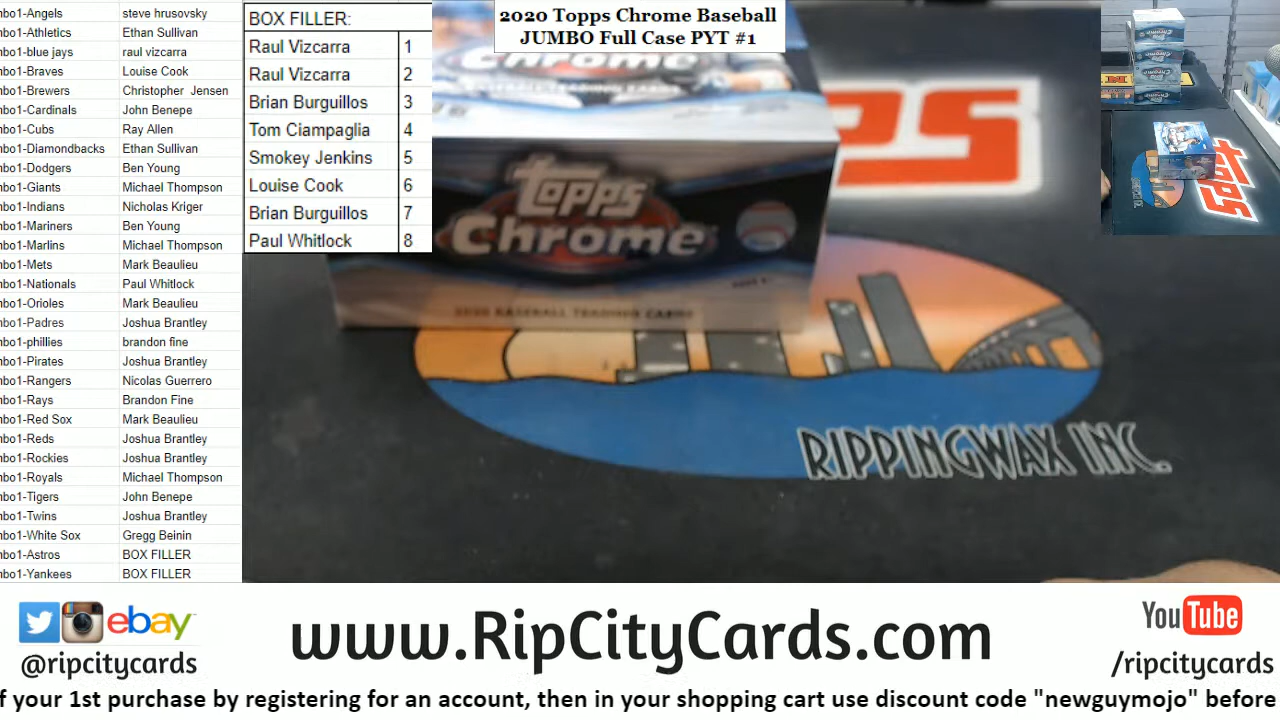 mbo1-Angels steve hrusovsky
mbo1-Athletics Ethan Sullivan
mbo1-blue jays raul vizcarra
mbo1-Braves Louise Cook
mbo1-Brewers Christopher Jensen
mbo1-Cardinals John Benepe
mbo1-Cubs Ray Allen
mbo1-Diamondbacks Ethan Sullivan
mbo1-Dodgers Ben Young
mbo1-Giants Michael Thompson
mbo1-Indians Nicholas Kriger
mbo1-Mariners Ben Young
mbo1-Marlins Michael Thompson
mbo1-Mets Mark Beaulieu
mbo1-Nationals Paul Whitlock
mbo1-Orioles Mark Beaulieu
mbo1-Padres Joshua Brantley
mbo1-phillies brandon fine
mbo1-Pirates Joshua Brantley
mbo1-Rangers Nicolas Guerrero
mbo1-Rays Brandon Fine
mbo1-Red Sox Mark Beaulieu
mbo1-Reds Joshua Brantley
mbo1-Rockies Joshua Brantley
mbo1-Royals Michael Thompson
mbo1-Tigers John Benepe
mbo1-Twins Joshua Brantley
mbo1-White Sox Gregg Beinin
mbo1-Astros BOX FILLER
mbo1-Yankees BOX FILLER
BOX FILLER:
Raul Vizcarra 1
Raul Vizcarra 2
Brian Burguillos 3
Tom Ciampaglia 4
Smokey Jenkins 5
Louise Cook 6
Brian Burguillos 7
Paul Whitlock 8
2020 Topps Chrome Baseball
JUMBO Full Case PYT #1
Chrome
Topps
Chrome
2020 BASEBALL TRADING CARDS
PS
RIPPINGWAX INC.
Chrome
Topps
ebay
@ripcitycards
www.RipCityCards.com
YouTube
/ripcitycards
f your 1st purchase by registering for an account, then in your shopping cart use discount code "newguymojo" before